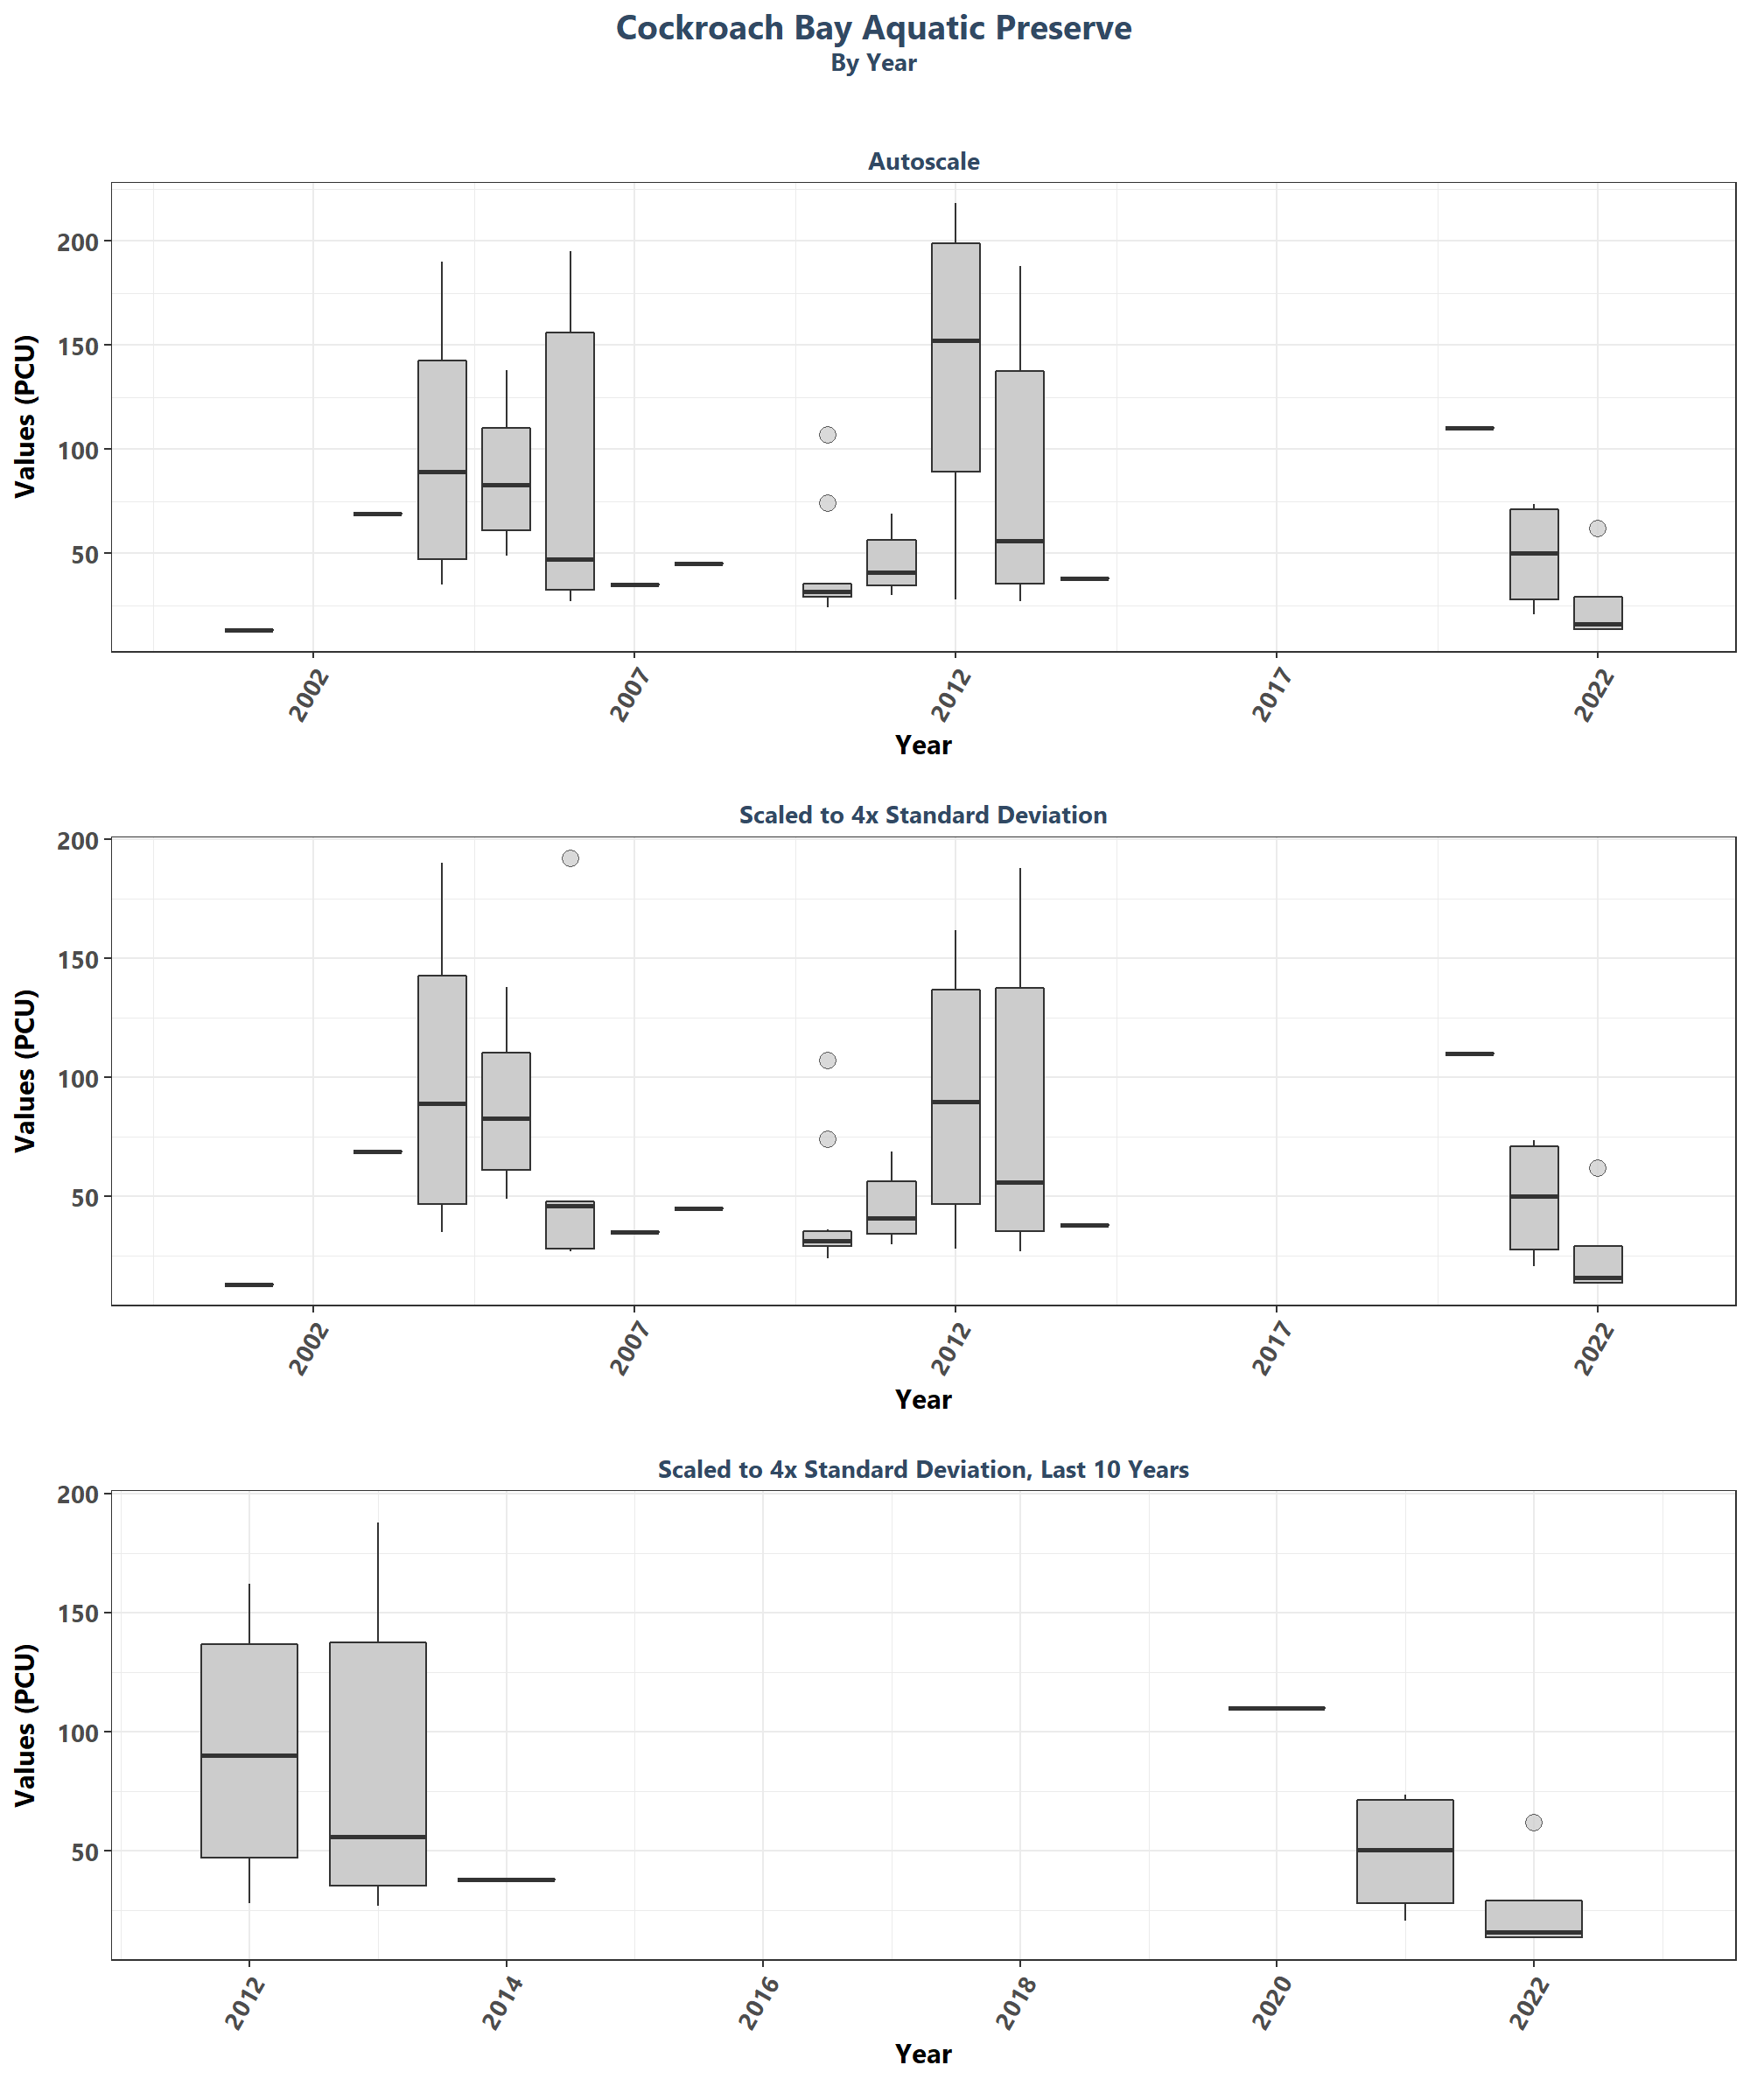 Cockroach Bay Aquatic Preserve
By Year
Autoscale
Values (PCU)
200
150
100
50
2002 2007 2012 2017 2022
Year
Scaled to 4x Standard Deviation
Values (PCU)
200
150
100
50
2002 2007 2012 2017 2022
Year
Scaled to 4x Standard Deviation, Last 10 Years
Values (PCU)
200
150
100
50
2012 2014 2016 2018 2020 2022
Year